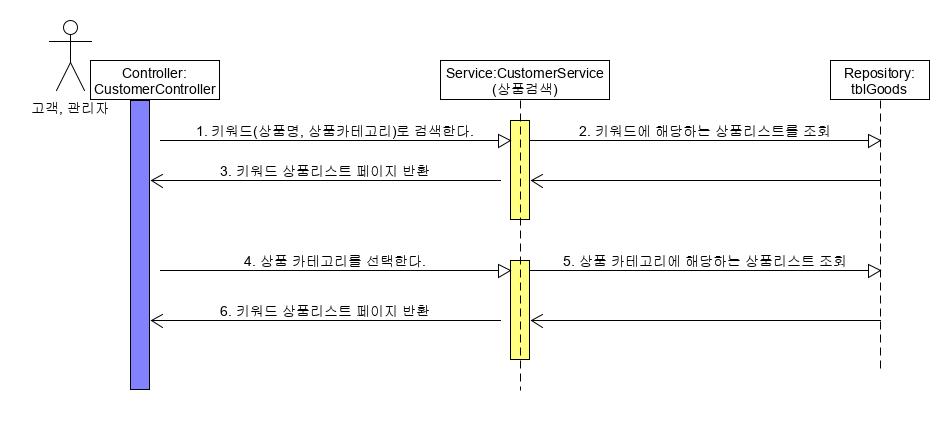 Controller:
CustomerController
Service:CustomerService
(상품검색)
Repository:
tblGoods
고객, 관리자
1. 키워드(상품명, 상품카테고리)로 검색한다.
2. 키워드에 해당하는 상품리스트를 조회
3. 키워드 상품리스트 페이지 반환
4. 상품 카테고리를 선택한다.
5. 상품 카테고리에 해당하는 상품리스트 조회
6. 키워드 상품리스트 페이지 반환